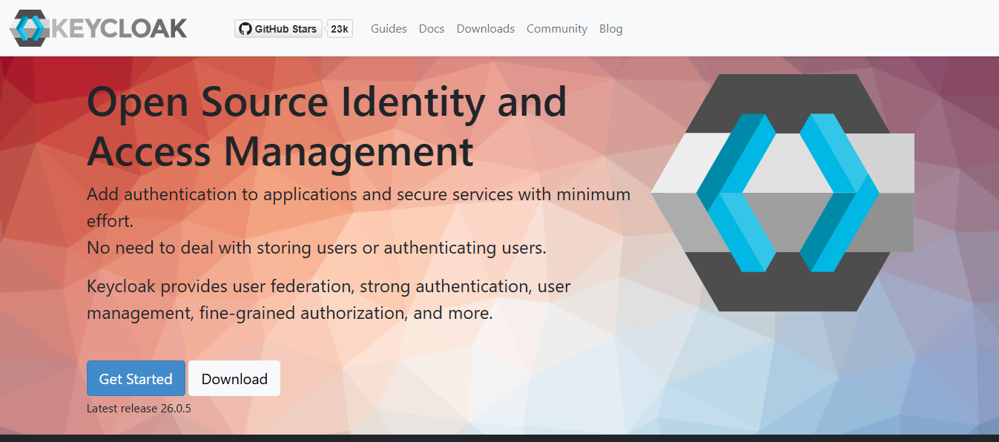 KEYCLOAK
GitHub Stars 23k
Guides Docs Downloads Community Blog
Open Source Identity and
Access Management
Add authentication to applications and secure services with minimum
effort.
No need to deal with storing users or authenticating users.
Keycloak provides user federation, strong authentication, user
management, fine-grained authorization, and more.
Get Started Download
Latest release 26.0.5